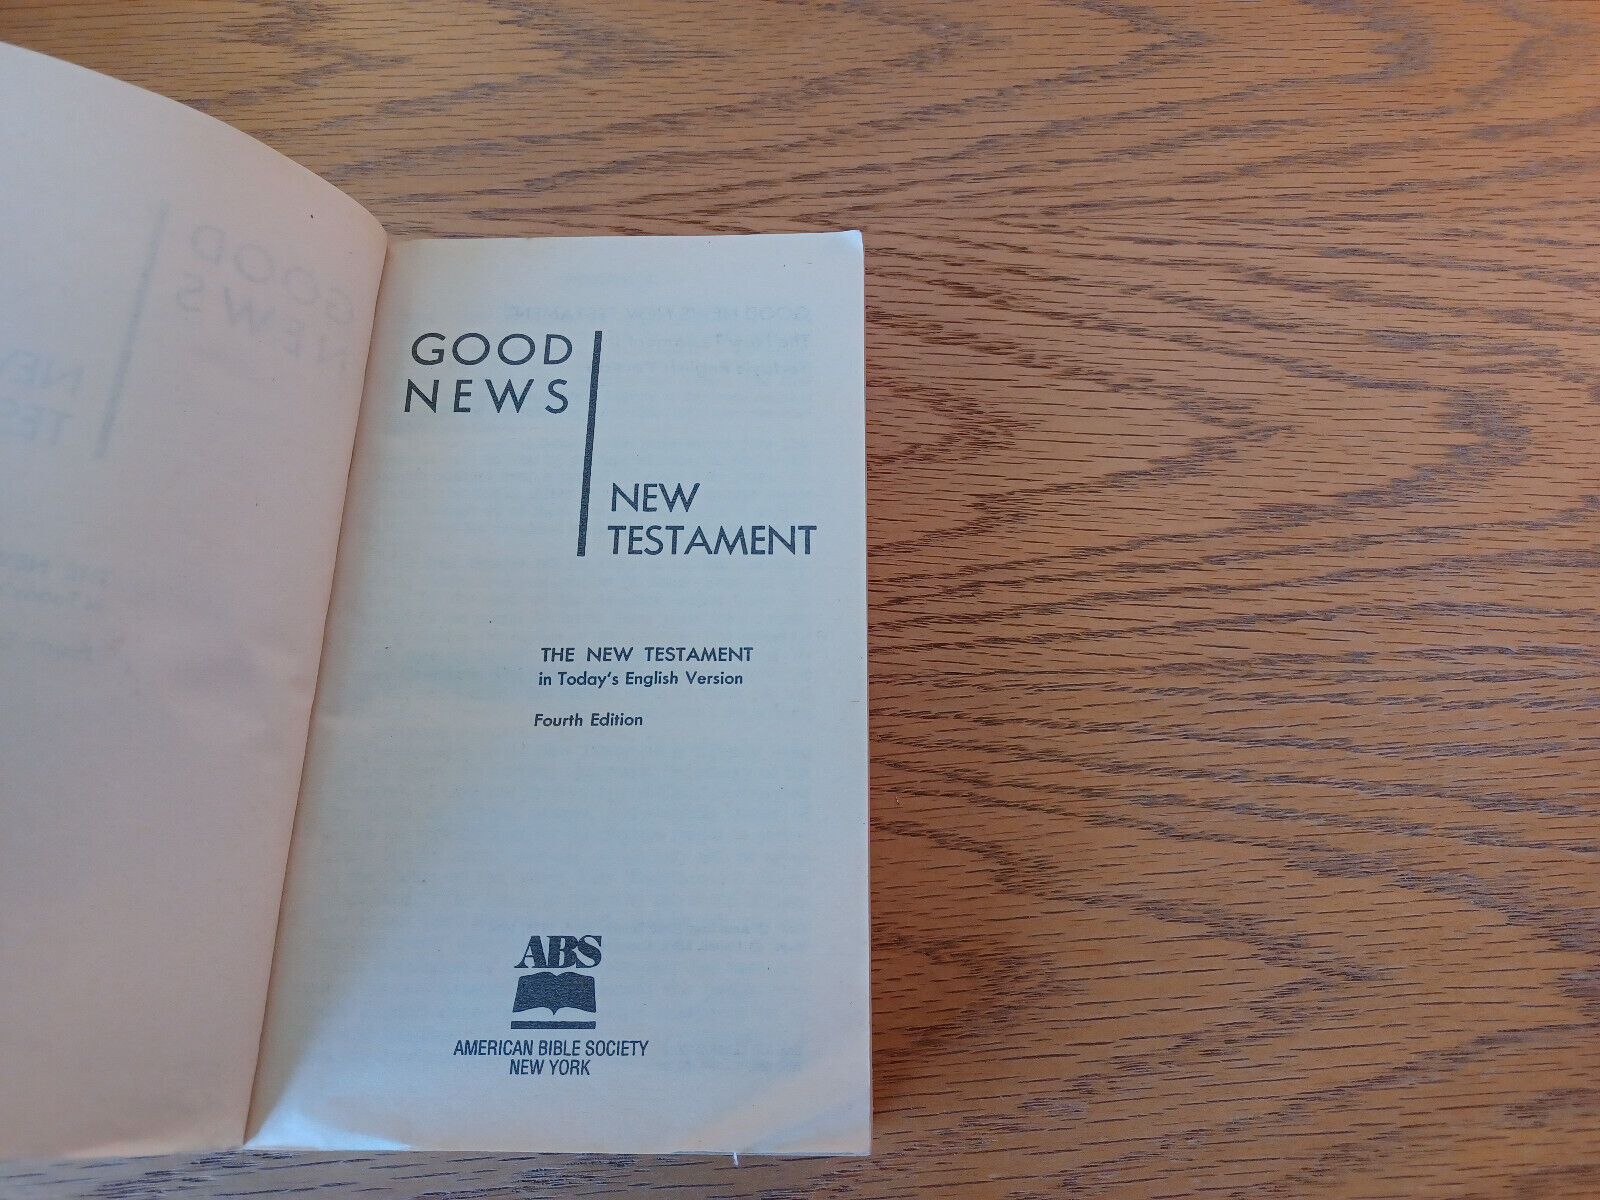 GOOD
NEWS
NEW
TESTAMENT
THE NEW TESTAMENT
in Today's English Version
Fourth Edition
ABS
AMERICAN BIBLE SOCIETY
NEW YORK